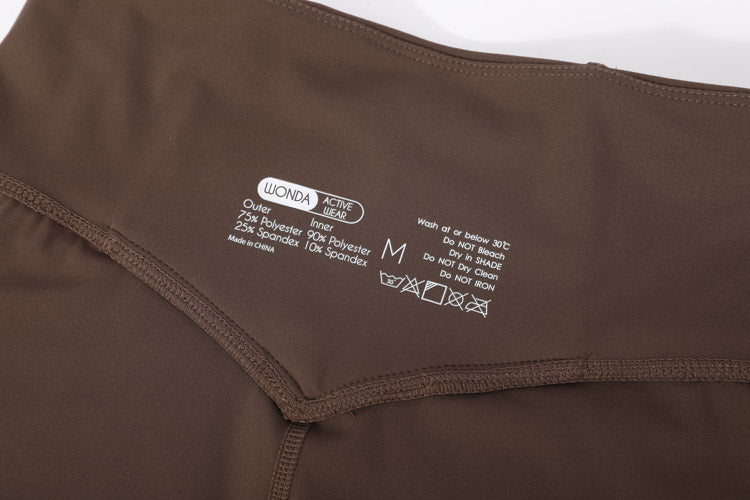 WONDA
ACTIVE
WEAR
Outer
75% Polyester
25% Spandex
Made in CHINA
Inner
90% Polyester
10% Spandex
M
Wash at or below 30℃
Do NOT Bleach
Dry in SHADE
Do NOT Dry Clean
Do NOT IRON
30°